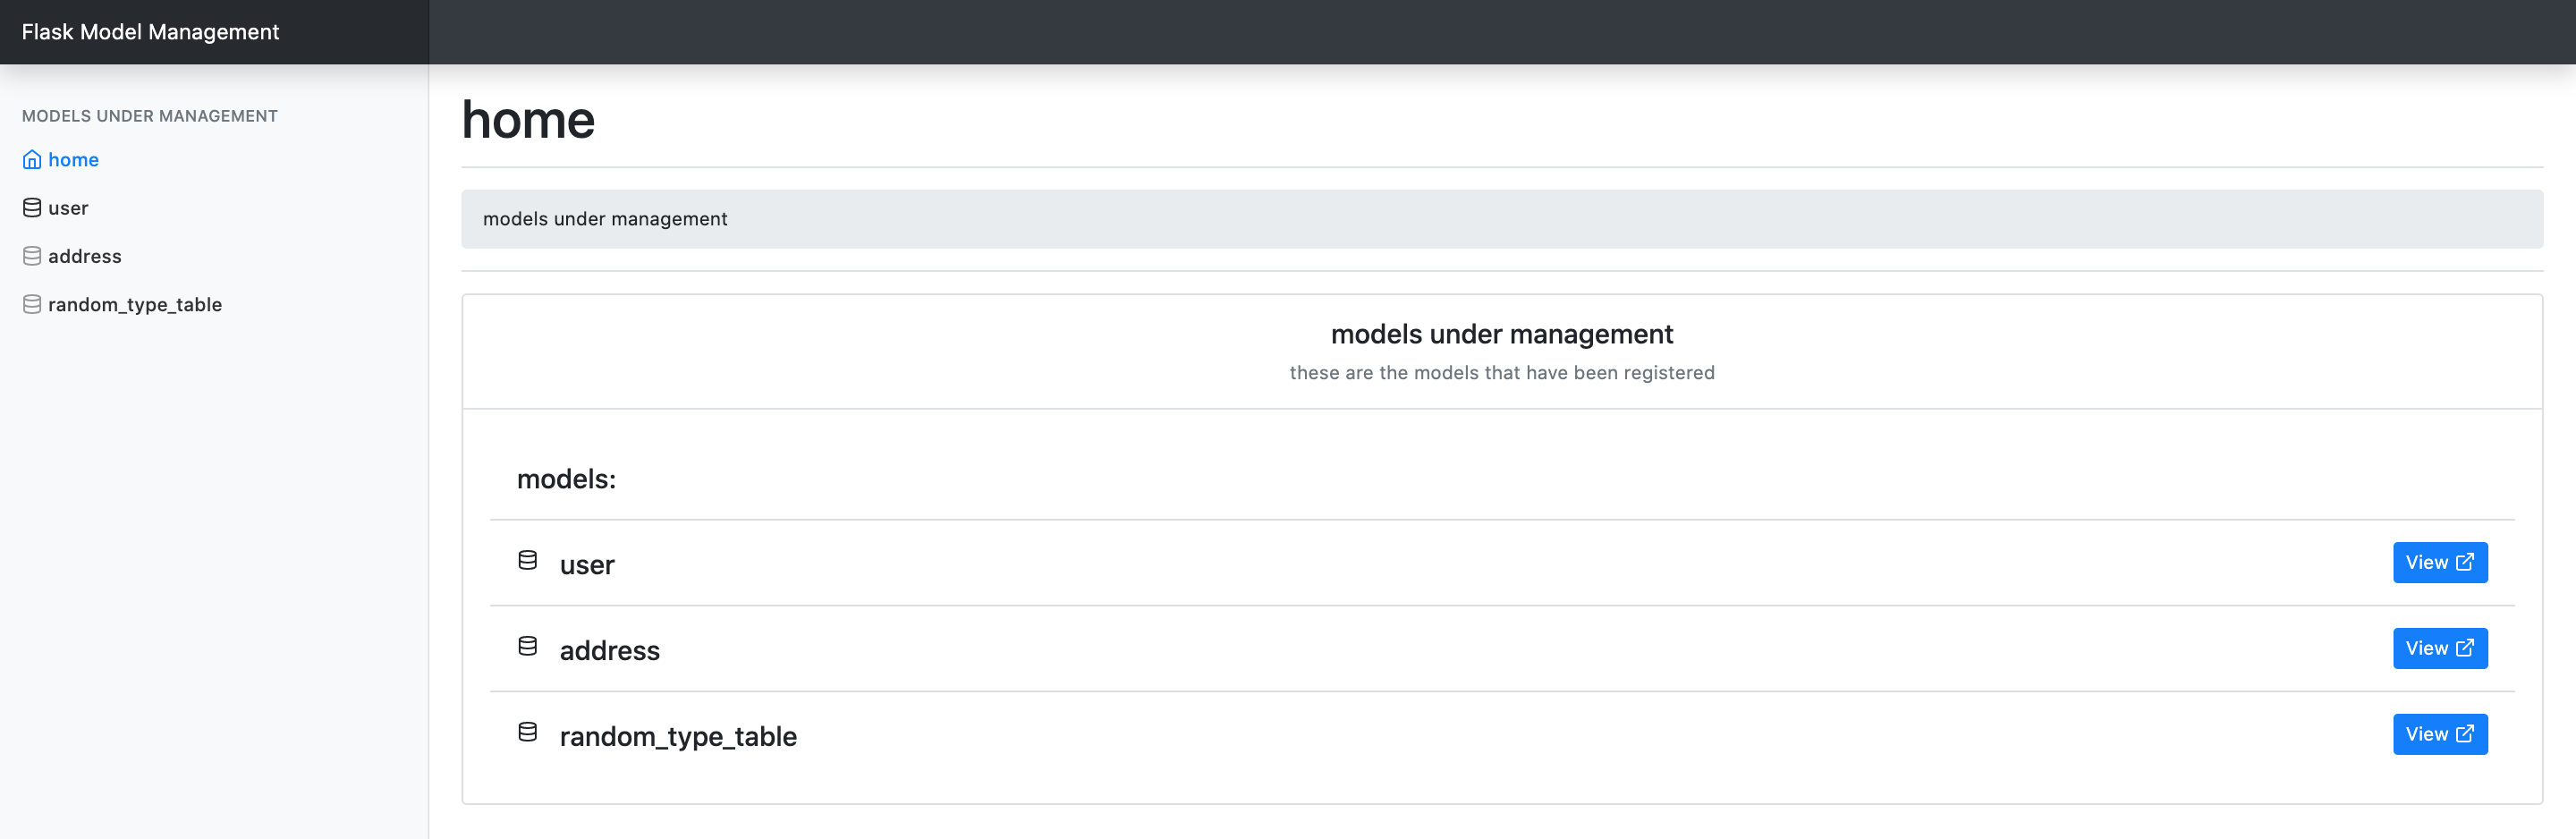 Flask Model Management
MODELS UNDER MANAGEMENT
home
user
address
random_type_table
home
models under management
models under management
these are the models that have been registered
models:
user
View
address
View
random_type_table
View